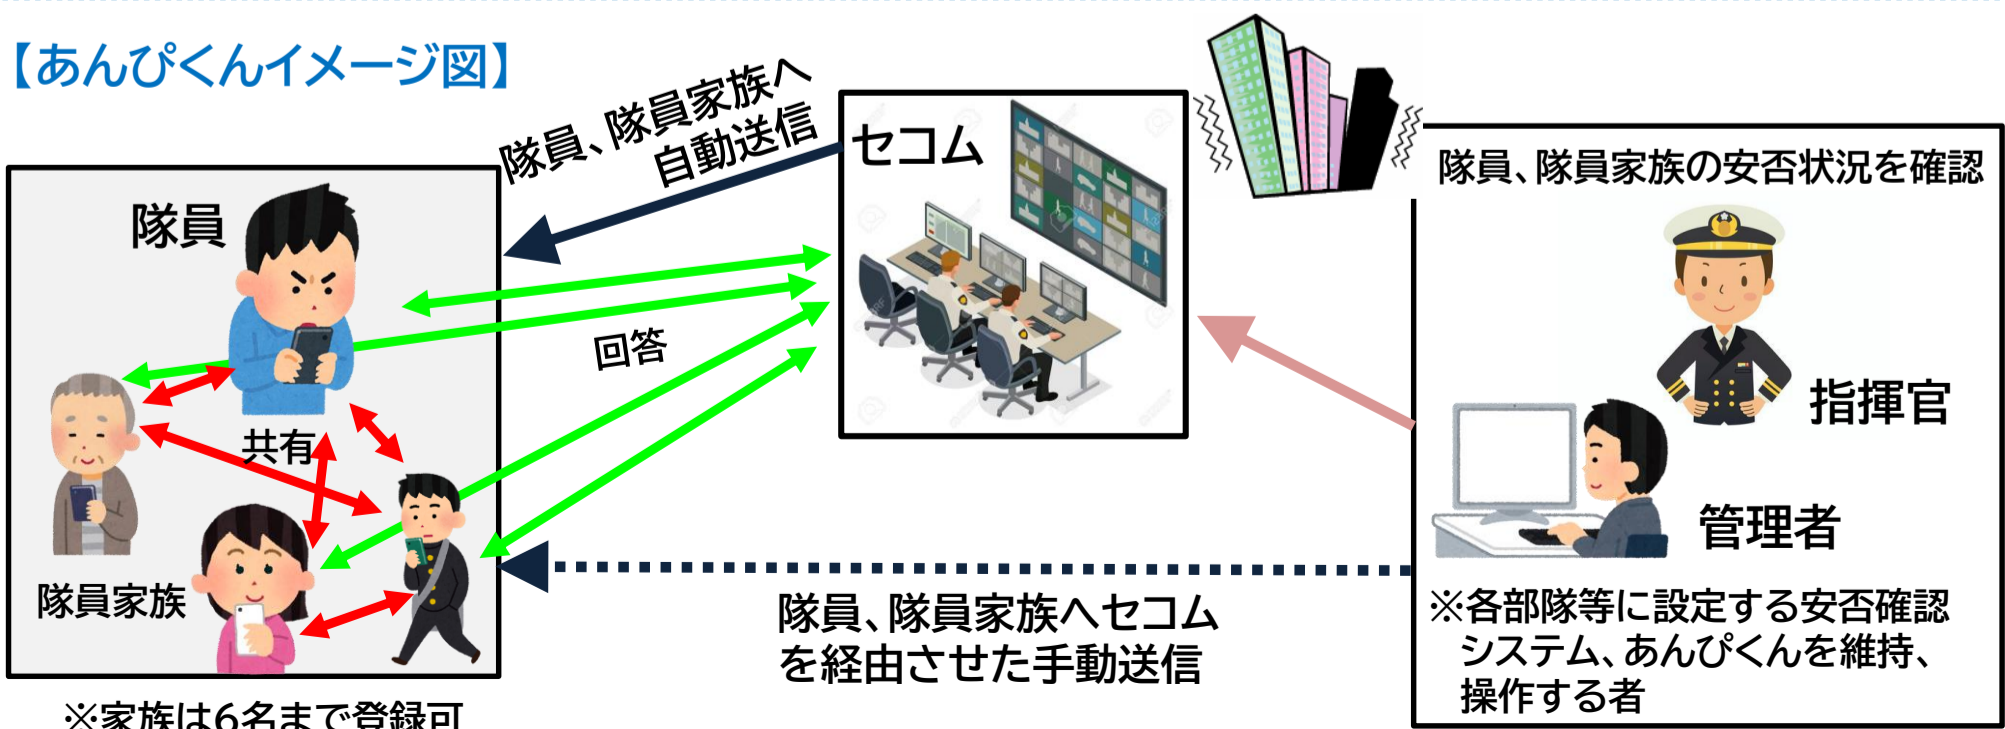 【あんぴくんイメージ図】
隊員、隊員家族へ
自動送信
セコム
隊員、隊員家族の安否状況を確認
隊員
回答
指揮官
共有
管理者
隊員家族
隊員、隊員家族へセコム
を経由させた手動送信
※各部隊等に設定する安否確認
システム、あんぴくんを維持、
操作する者
※家族は6名まで登録可